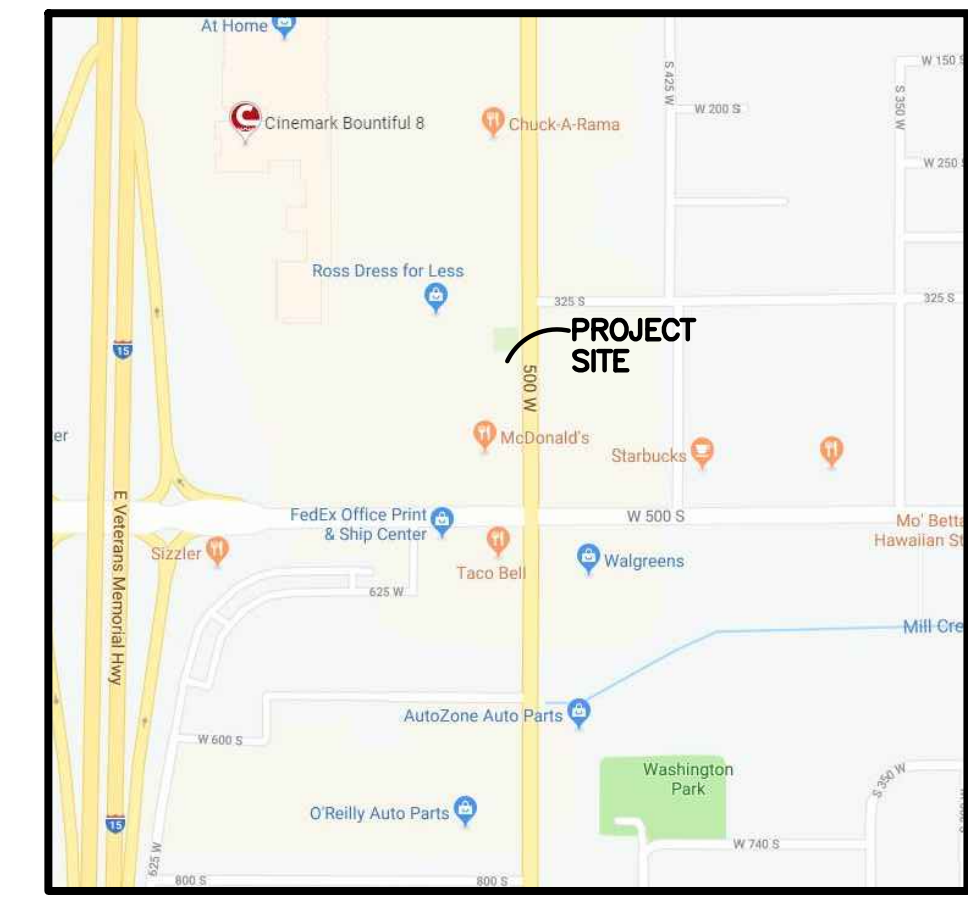 At Home
W 150 S
S 425 W
S 350 W
W 200 S
Cinemark Bountiful 8
Chuck-A-Rama
W 250
Ross Dress for Less
325 S
325 S
PROJECT
SITE
15
500 W
McDonald's
er
Starbucks
FedEx Office Print
& Ship Center
W 500 S
Mo' Betta
Hawaiian St
Sizzler
Taco Bell
Walgreens
625 W
E Veterans Memorial Hwy
Mill Cre
AutoZone Auto Parts
W 600 S
Washington
Park
S 350 W
O'Reilly Auto Parts
15
W 740 S
625 W
800 S
800 S